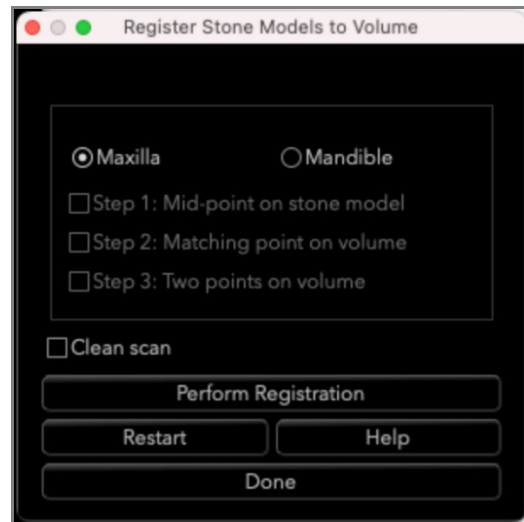 Register Stone Models to Volume
Maxilla Mandible
Step 1: Mid-point on stone model
Step 2: Matching point on volume
Step 3: Two points on volume
Clean scan
Perform Registration
Restart Help
Done